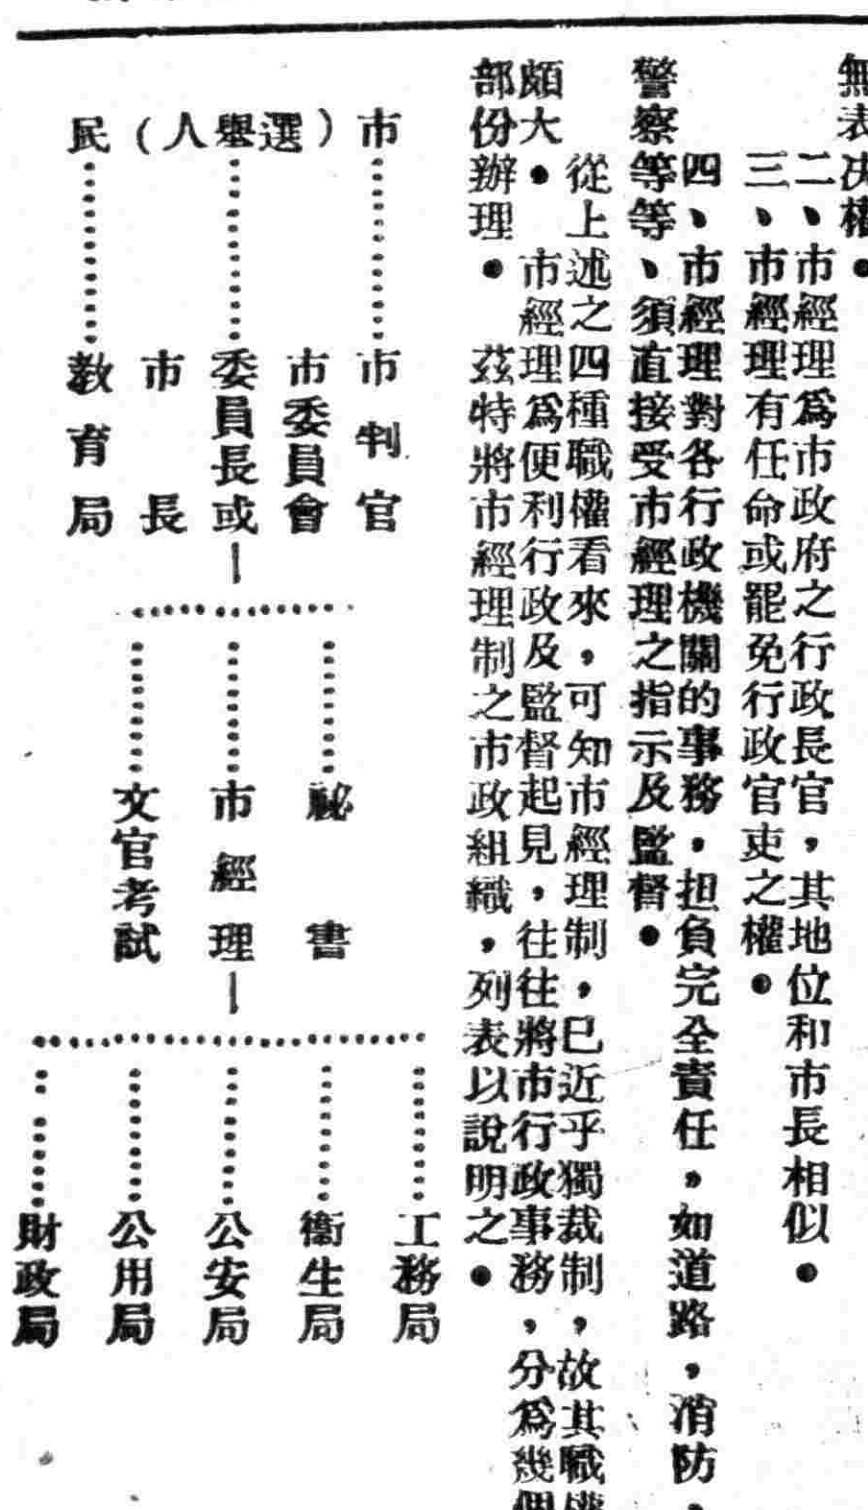 無表决權。
二、市經理爲市政府之行政長官，其地位和市長相似。
三、市經理有任命或罷免行政官吏之權。
四、市經理對各行政機關的事務，担負完全責任，如道路，消防，
警察等等、須直接受市經理之指示及監督。
從上述之四種職權看來，可知市經理制，已近乎獨裁制，故其職權
頗大。市經理爲便利行政及監督起見，往往將市行政事務，分爲幾個
部份辦理。茲特將市經理制之市政組織，列表以說明之。
市
（選舉人）
民
市判官
市委員會
委員長或
市長
教育局
祕書
市經理
文官考試
工務局
衞生局
公安局
公用局
財政局